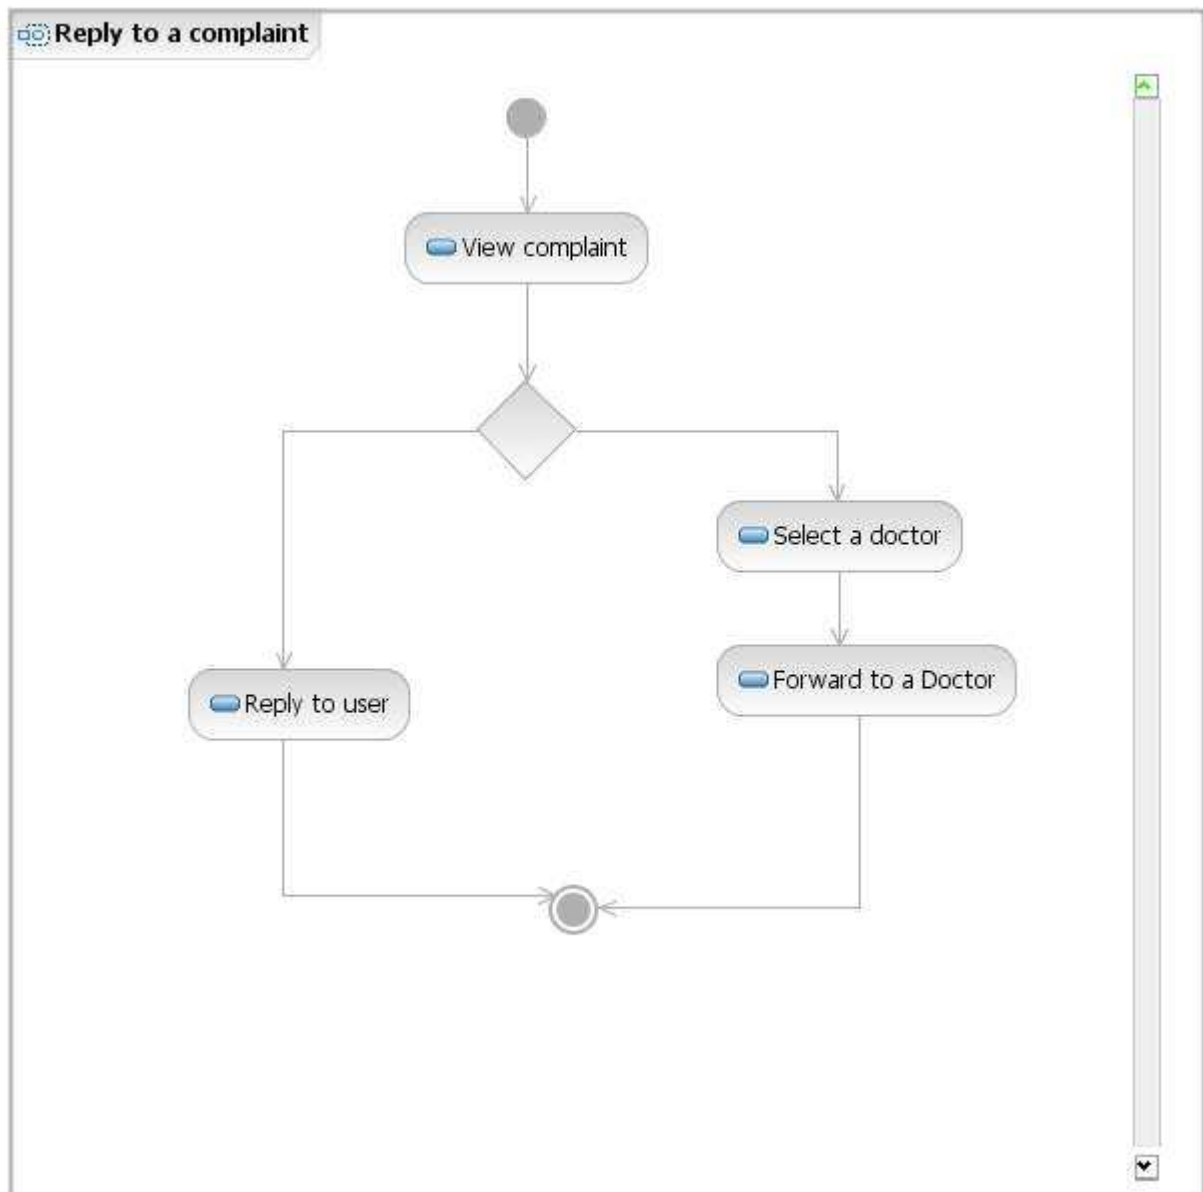 Reply to a complaint
View complaint
Select a doctor
Forward to a Doctor
Reply to user